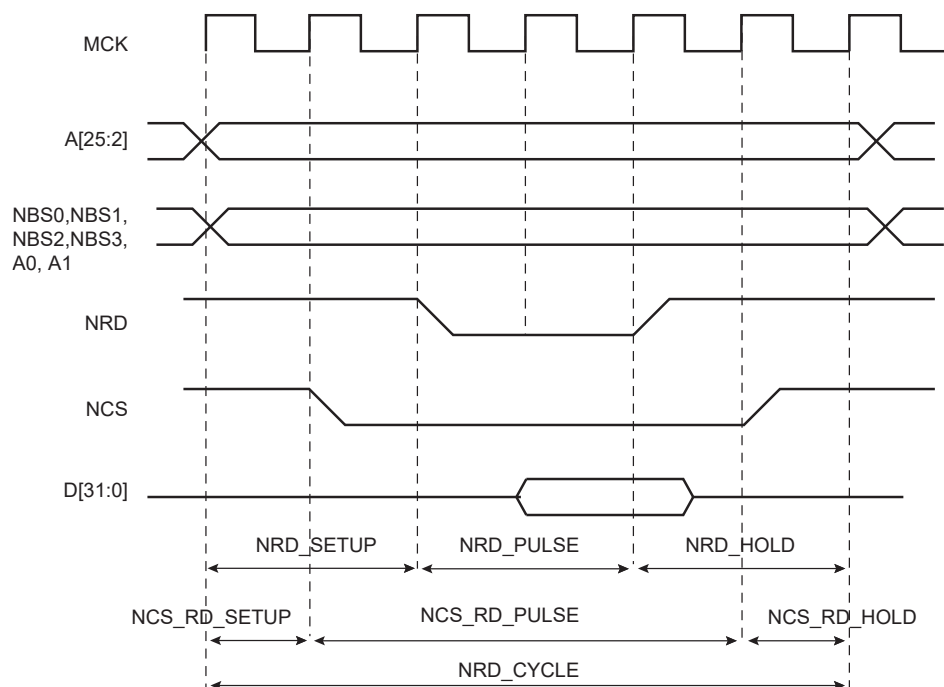 MCK
A[25:2]
NBS0,NBS1,
NBS2,NBS3,
A0, A1
NRD
NCS
D[31:0]
NRD_SETUP NRD_PULSE NRD_HOLD
NCS_RD_SETUP NCS_RD_PULSE NCS_RD_HOLD
NRD_CYCLE